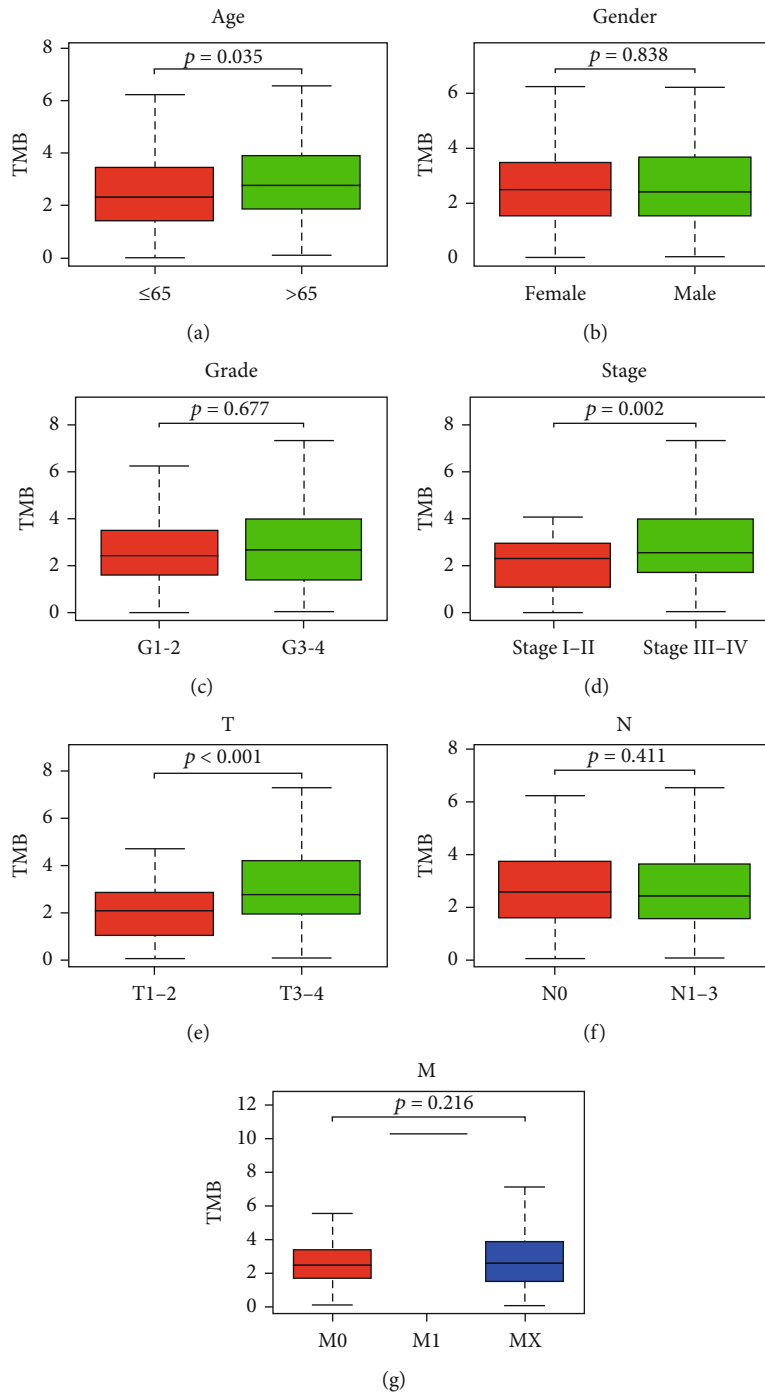 Age
p = 0.035
TMB
8
6
4
2
0
≤65
>65
(a)
Gender
p = 0.838
TMB
6
4
2
0
Female
Male
(b)
Grade
p = 0.677
TMB
8
6
4
2
0
G1-2
G3-4
(c)
Stage
p = 0.002
TMB
8
6
4
2
0
Stage I–II
Stage III–IV
(d)
T
p < 0.001
TMB
8
6
4
2
0
T1–2
T3–4
(e)
N
p = 0.411
TMB
8
6
4
2
0
N0
N1–3
(f)
M
p = 0.216
TMB
12
10
8
6
4
2
0
M0
M1
MX
(g)